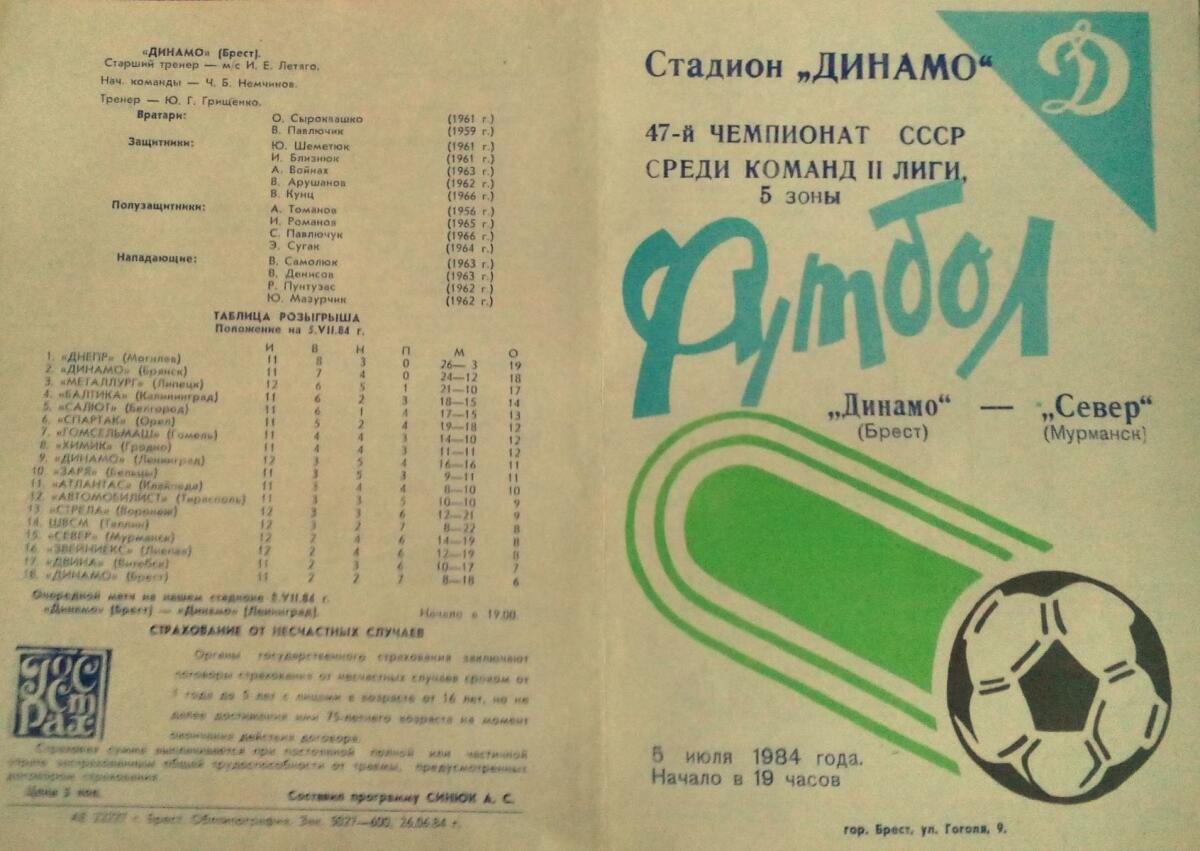 «ДИНАМО» (Брест).
Старший тренер — м/с И. Е. Летяго.
Нач. команды — Ч. Б. Немчинов.
Тренер — Ю. Г. Грищенко.
Вратари: О. Сыроквашко (1961 г.)
В. Павлючик (1959 г.)
Защитники: Ю. Шеметюк (1961 г.)
И. Близнюк (1961 г.)
А. Войнах (1963 г.)
В. Арушанов (1962 г.)
В. Кунц (1966 г.)
Полузащитники: А. Томанов (1956 г.)
И. Романов (1965 г.)
С. Павлючук (1966 г.)
Э. Сугак (1964 г.)
Нападающие: В. Самолюк (1963 г.)
В. Денисов (1963 г.)
Р. Пунтузас (1962 г.)
Ю. Мазурчик (1962 г.)
ТАБЛИЦА РОЗЫГРЫША
Положение на 5.VII.84 г.
И В Н П М О
1. «ДНЕПР» (Могилев) 11 8 3 0 26—3 19
2. «ДИНАМО» (Брянск) 11 7 4 0 24—12 18
3. «МЕТАЛЛУРГ» (Липецк) 12 6 5 1 21—10 17
4. «БАЛТИКА» (Калининград) 11 6 2 3 18—15 14
5. «САЛЮТ» (Белгород) 11 6 1 4 17—15 13
6. «СПАРТАК» (Орел) 11 5 2 4 19—18 12
7. «ГОМСЕЛЬМАШ» (Гомель) 11 4 4 3 14—10 12
8. «ХИМИК» (Гродно) 11 4 4 3 11—11 12
9. «ДИНАМО» (Ленинград) 12 3 5 4 16—16 11
10. «ЗАРЯ» (Бельцы) 11 3 5 3 9—11 11
11. «АТЛАНТАС» (Клайпеда) 11 3 4 4 8—10 10
12. «АВТОМОБИЛИСТ» (Тирасполь) 11 3 3 5 10—10 9
13. «СТРЕЛА» (Воронеж) 12 3 3 6 12—21 9
14. ШВСМ (Таллин) 12 3 2 7 8—22 8
15. «СЕВЕР» (Мурманск) 12 2 4 6 14—19 8
16. «ЗВЕЙНИЕКС» (Лиепая) 12 2 4 6 12—19 8
17. «ДВИНА» (Витебск) 11 2 3 6 10—17 7
18. «ДИНАМО» (Брест) 11 2 2 7 8—18 6
Очередной матч на нашем стадионе 8.VII.84 г.
«Динамо» (Брест) — «Динамо» (Ленинград). Начало в 19.00.
СТРАХОВАНИЕ ОТ НЕСЧАСТНЫХ СЛУЧАЕВ
ГОС
СТ
РАХ
Органы государственного страхования заключают
договоры страхования от несчастных случаев сроком от
1 года до 5 лет с лицами в возрасте от 16 лет, но не
далее достижения ими 75-летнего возраста на момент
окончания действия договора.
Страховая сумма выплачивается при постоянной полной или частичной
утрате застрахованным общей трудоспособности от травмы, предусмотренных
договором страхования.
Цена 5 коп. Составил программу СИНЮК А. С.
АЕ 22727 г. Брест. Облтипография. Зак. 5027—600, 26.06.84 г.
Стадион „ДИНАМО“
Д
47-й ЧЕМПИОНАТ СССР
СРЕДИ КОМАНД II ЛИГИ,
5 ЗОНЫ
Футбол
„Динамо“ — „Север“
(Брест) (Мурманск)
5 июля 1984 года.
Начало в 19 часов
гор. Брест, ул. Гоголя, 9.